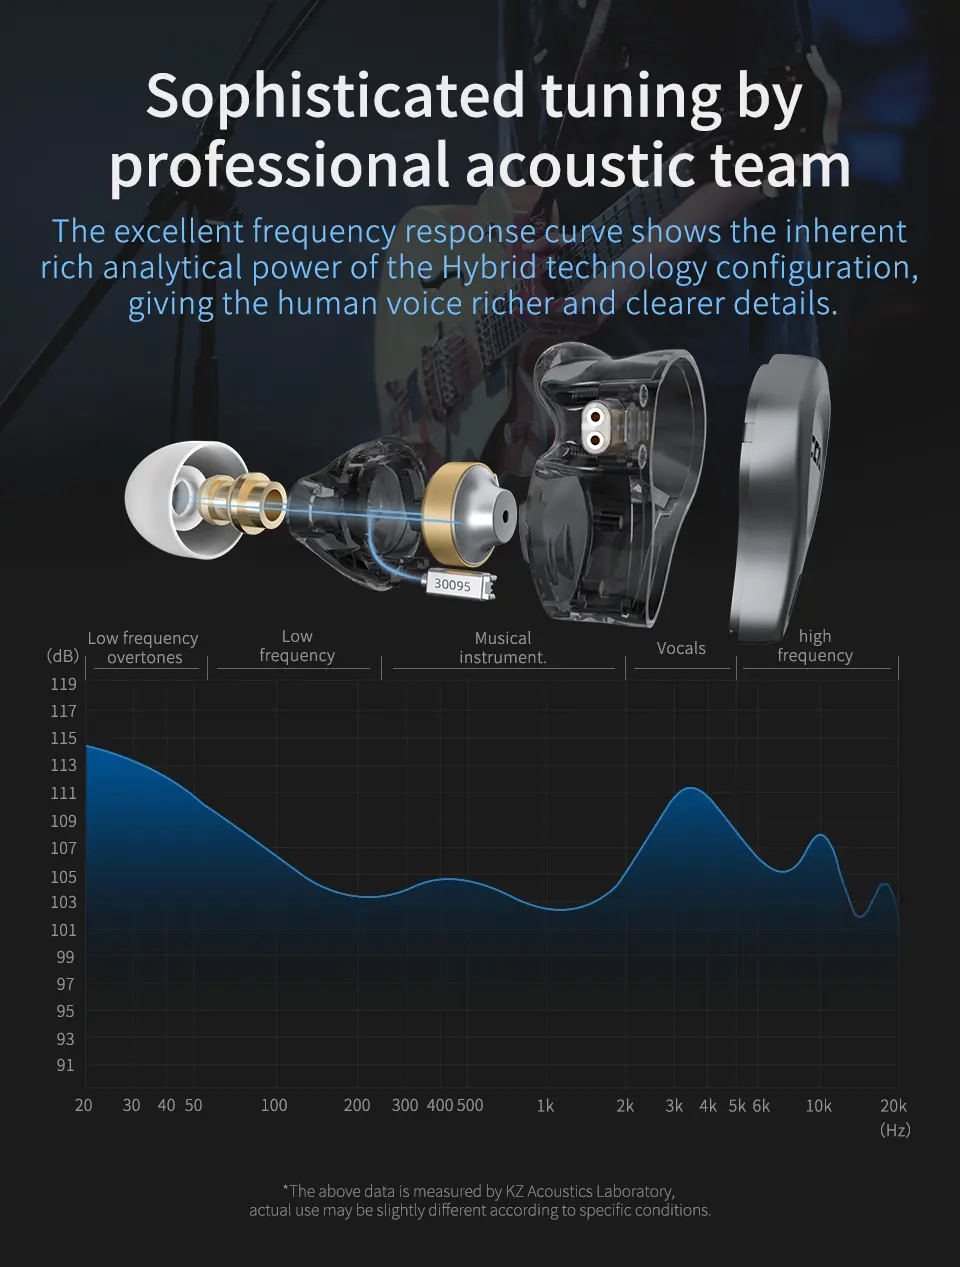 Sophisticated tuning by
professional acoustic team
The excellent frequency response curve shows the inherent
rich analytical power of the Hybrid technology configuration,
giving the human voice richer and clearer details.
30095
(dB)
Low frequency
overtones
Low
frequency
Musical
instrument.
Vocals
high
frequency
119
117
115
113
111
109
107
105
103
101
99
97
95
93
91
20 30 40 50 100 200 300 400 500 1k 2k 3k 4k 5k 6k 10k 20k
(Hz)
*The above data is measured by KZ Acoustics Laboratory,
actual use may be slightly different according to specific conditions.